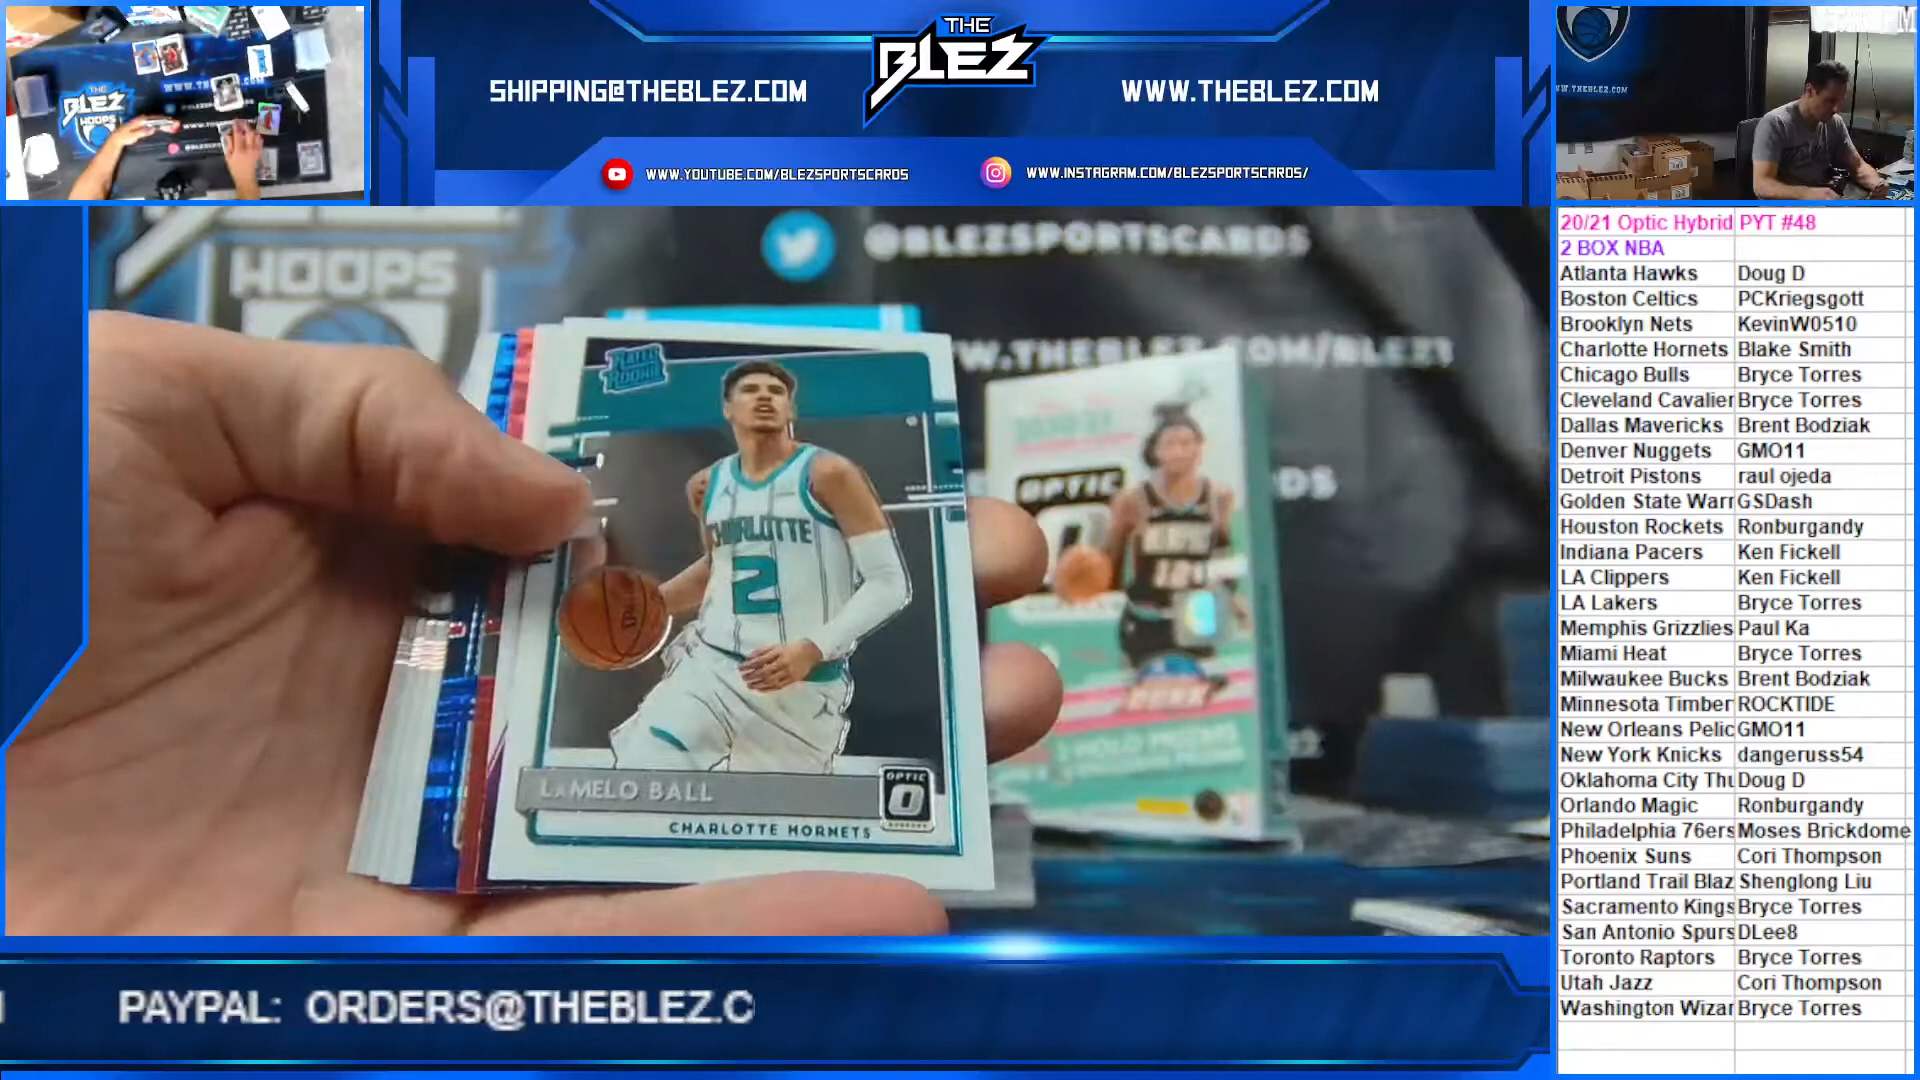 THE
BLEZ
SHIPPING@THEBLEZ.COM
WWW.THEBLEZ.COM
WWW.YOUTUBE.COM/BLEZSPORTSCARDS
WWW.INSTAGRAM.COM/BLEZSPORTSCARDS/
THE
BLEZ
HOOPS
WWW.THEBLEZ.COM
HOOPS
@BLEZSPORTSCARDS
RATED
ROOKIE
CHARLOTTE
2
LAMELO BALL
CHARLOTTE HORNETS
OPTIC
OPTIC
PAYPAL: ORDERS@THEBLEZ.C
20/21 Optic Hybrid PYT #48
2 BOX NBA
Atlanta Hawks Doug D
Boston Celtics PCKriegsgott
Brooklyn Nets KevinW0510
Charlotte Hornets Blake Smith
Chicago Bulls Bryce Torres
Cleveland Cavalier Bryce Torres
Dallas Mavericks Brent Bodziak
Denver Nuggets GMO11
Detroit Pistons raul ojeda
Golden State Warr GSDash
Houston Rockets Ronburgandy
Indiana Pacers Ken Fickell
LA Clippers Ken Fickell
LA Lakers Bryce Torres
Memphis Grizzlies Paul Ka
Miami Heat Bryce Torres
Milwaukee Bucks Brent Bodziak
Minnesota Timber ROCKTIDE
New Orleans Pelic GMO11
New York Knicks dangeruss54
Oklahoma City Thu Doug D
Orlando Magic Ronburgandy
Philadelphia 76ers Moses Brickdome
Phoenix Suns Cori Thompson
Portland Trail Blaz Shenglong Liu
Sacramento Kings Bryce Torres
San Antonio Spurs DLee8
Toronto Raptors Bryce Torres
Utah Jazz Cori Thompson
Washington Wizar Bryce Torres